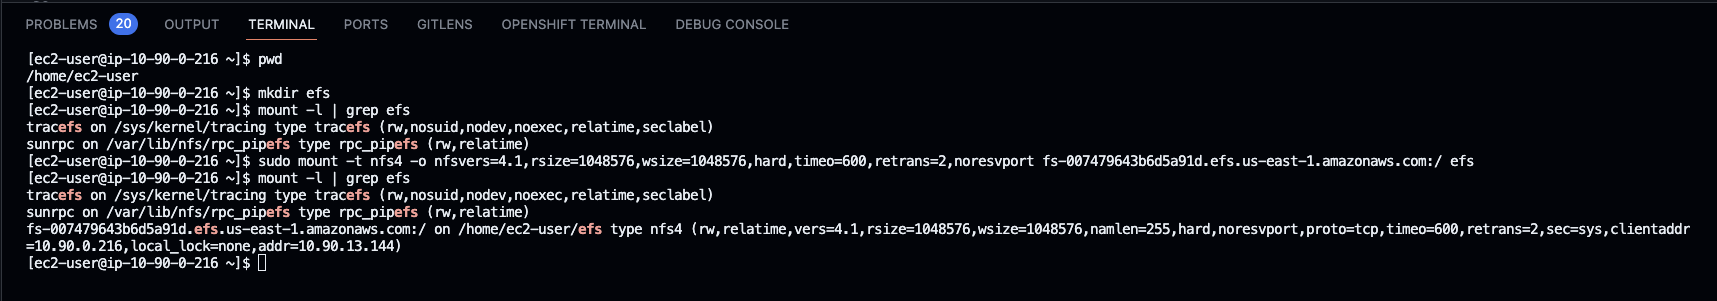 PROBLEMS 20 OUTPUT TERMINAL PORTS GITLENS OPENSHIFT TERMINAL DEBUG CONSOLE
[ec2-user@ip-10-90-0-216 ~]$ pwd
/home/ec2-user
[ec2-user@ip-10-90-0-216 ~]$ mkdir efs
[ec2-user@ip-10-90-0-216 ~]$ mount -l | grep efs
tracefs on /sys/kernel/tracing type tracefs (rw,nosuid,nodev,noexec,relatime,seclabel)
sunrpc on /var/lib/nfs/rpc_pipefs type rpc_pipefs (rw,relatime)
[ec2-user@ip-10-90-0-216 ~]$ sudo mount -t nfs4 -o nfsvers=4.1,rsize=1048576,wsize=1048576,hard,timeo=600,retrans=2,noresvport fs-007479643b6d5a91d.efs.us-east-1.amazonaws.com:/ efs
[ec2-user@ip-10-90-0-216 ~]$ mount -l | grep efs
tracefs on /sys/kernel/tracing type tracefs (rw,nosuid,nodev,noexec,relatime,seclabel)
sunrpc on /var/lib/nfs/rpc_pipefs type rpc_pipefs (rw,relatime)
fs-007479643b6d5a91d.efs.us-east-1.amazonaws.com:/ on /home/ec2-user/efs type nfs4 (rw,relatime,vers=4.1,rsize=1048576,wsize=1048576,namlen=255,hard,noresvport,proto=tcp,timeo=600,retrans=2,sec=sys,clientaddr
=10.90.0.216,local_lock=none,addr=10.90.13.144)
[ec2-user@ip-10-90-0-216 ~]$